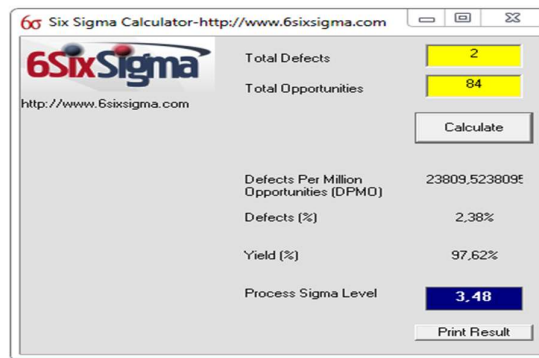 6σ Six Sigma Calculator-http://www.6sixsigma.com
6SixSigma
http://www.6sixsigma.com
Total Defects 2
Total Opportunities 84
Calculate
Defects Per Million
Opportunities (DPMO) 23809,5238095
Defects (%) 2,38%
Yield (%) 97,62%
Process Sigma Level 3,48
Print Result